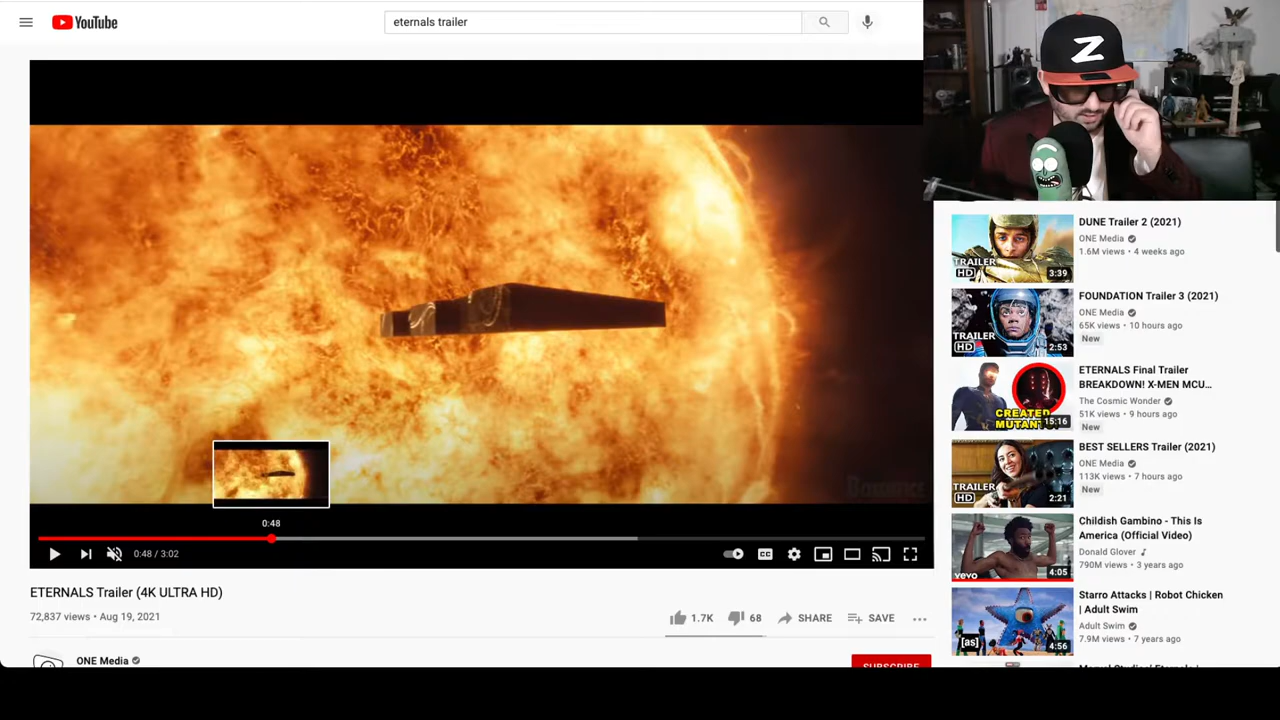 YouTube
eternals trailer
Z
0:48
0:48 / 3:02
CC
ETERNALS Trailer (4K ULTRA HD)
72,837 views • Aug 19, 2021
1.7K
68
SHARE
SAVE
ONE Media
SUBSCRIBE
TRAILER
HD
3:39
DUNE Trailer 2 (2021)
ONE Media
1.6M views • 4 weeks ago
TRAILER
HD
2:53
FOUNDATION Trailer 3 (2021)
ONE Media
65K views • 10 hours ago
New
CREATED
MUTANTS
15:16
ETERNALS Final Trailer
BREAKDOWN! X-MEN MCU...
The Cosmic Wonder
51K views • 9 hours ago
New
TRAILER
HD
2:21
BEST SELLERS Trailer (2021)
ONE Media
113K views • 7 hours ago
New
vevo
4:05
Childish Gambino - This Is
America (Official Video)
Donald Glover
790M views • 3 years ago
[as]
4:56
Starro Attacks | Robot Chicken
| Adult Swim
Adult Swim
7.9M views • 7 years ago
Marvel Studios' Eternals |